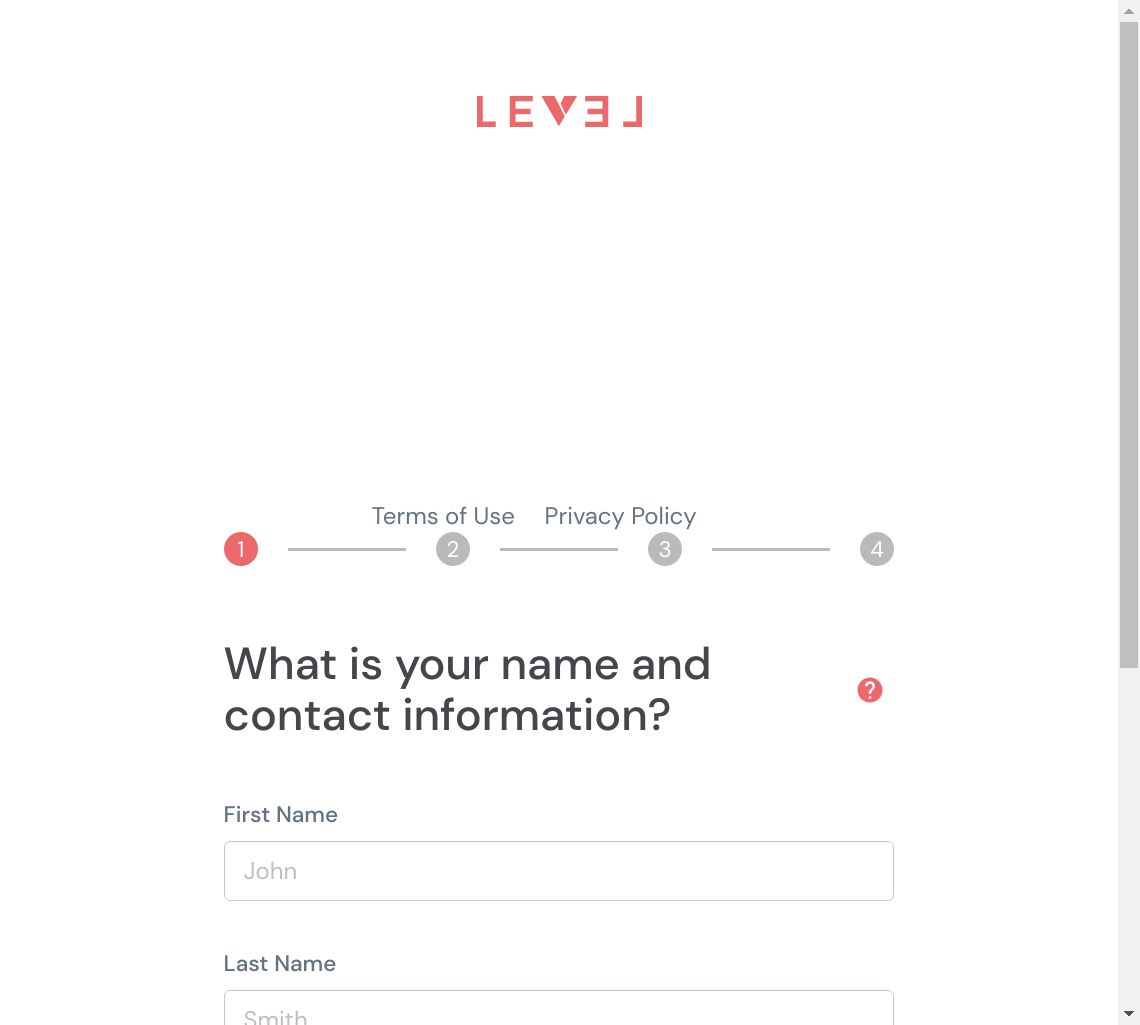 LEVEL
Terms of Use Privacy Policy
1 2 3 4
What is your name and
contact information?
?
First Name
John
Last Name
Smith